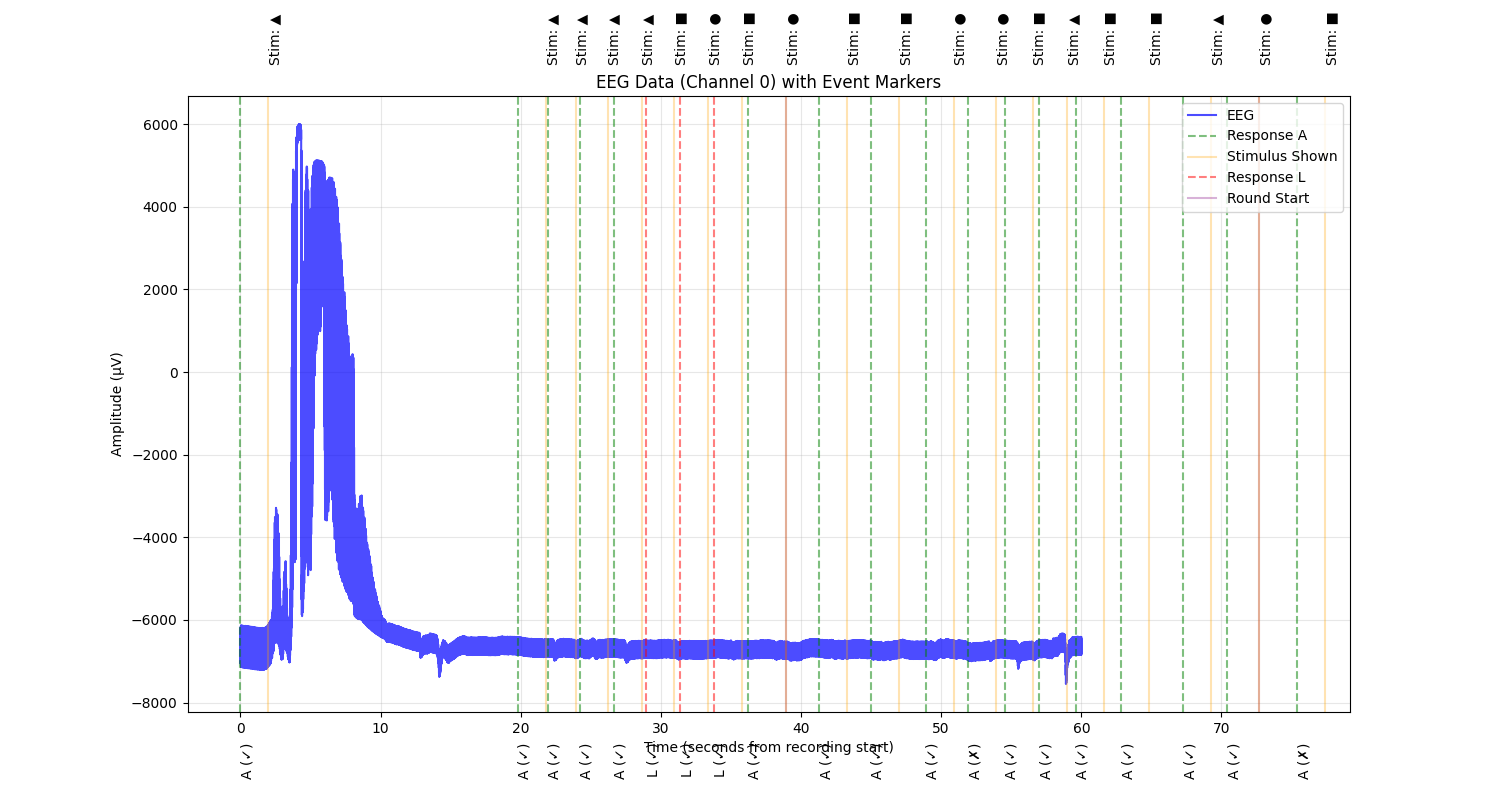 Stim: ▲ Stim: ▲ Stim: ▲ Stim: ▲ Stim: ▲ Stim: ■ Stim: ● Stim: ■ Stim: ● Stim: ■ Stim: ■ Stim: ● Stim: ● Stim: ■ Stim: ▲ Stim: ■ Stim: ■ Stim: ▲ Stim: ● Stim: ■
EEG Data (Channel 0) with Event Markers
EEG
Response A
Stimulus Shown
Response L
Round Start
Amplitude (µV)
6000
4000
2000
0
−2000
−4000
−6000
−8000
0 10 20 30 40 50 60 70
Time (seconds from recording start)
A (✓) A (✓) A (✓) A (✓) A (✓) L (✓) L (✓) L (✓) A (✓) A (✓) A (✓) A (✓) A (✗) A (✓) A (✓) A (✓) A (✓) A (✓) A (✓) A (✗)